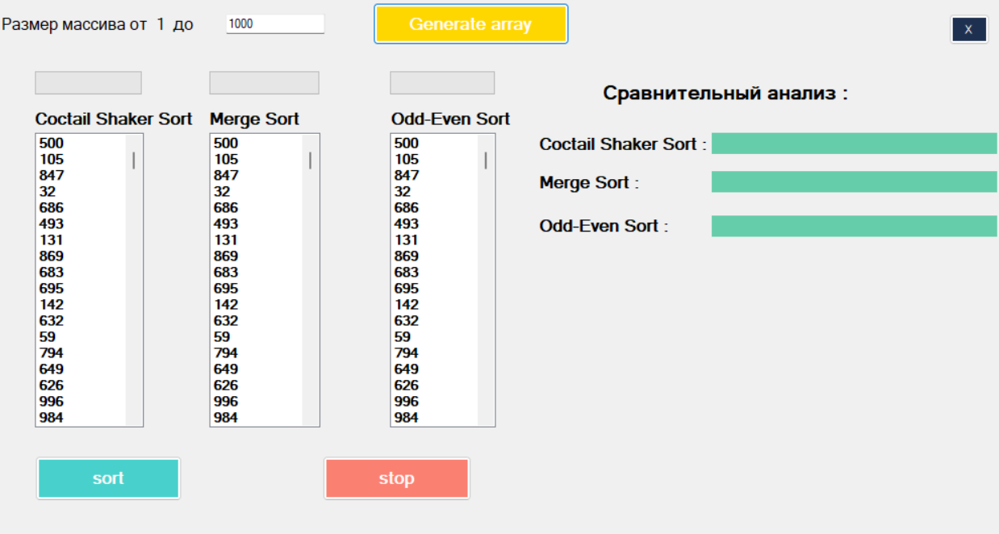 Размер массива от 1 до 1000 Generate array
X
Сравнительный анализ :
Coctail Shaker Sort Merge Sort Odd-Even Sort
500 500 500
105 105 105
847 847 847
32 32 32
686 686 686
493 493 493
131 131 131
869 869 869
683 683 683
695 695 695
142 142 142
632 632 632
59 59 59
794 794 794
649 649 649
626 626 626
996 996 996
984 984 984
Coctail Shaker Sort :
Merge Sort :
Odd-Even Sort :
sort stop